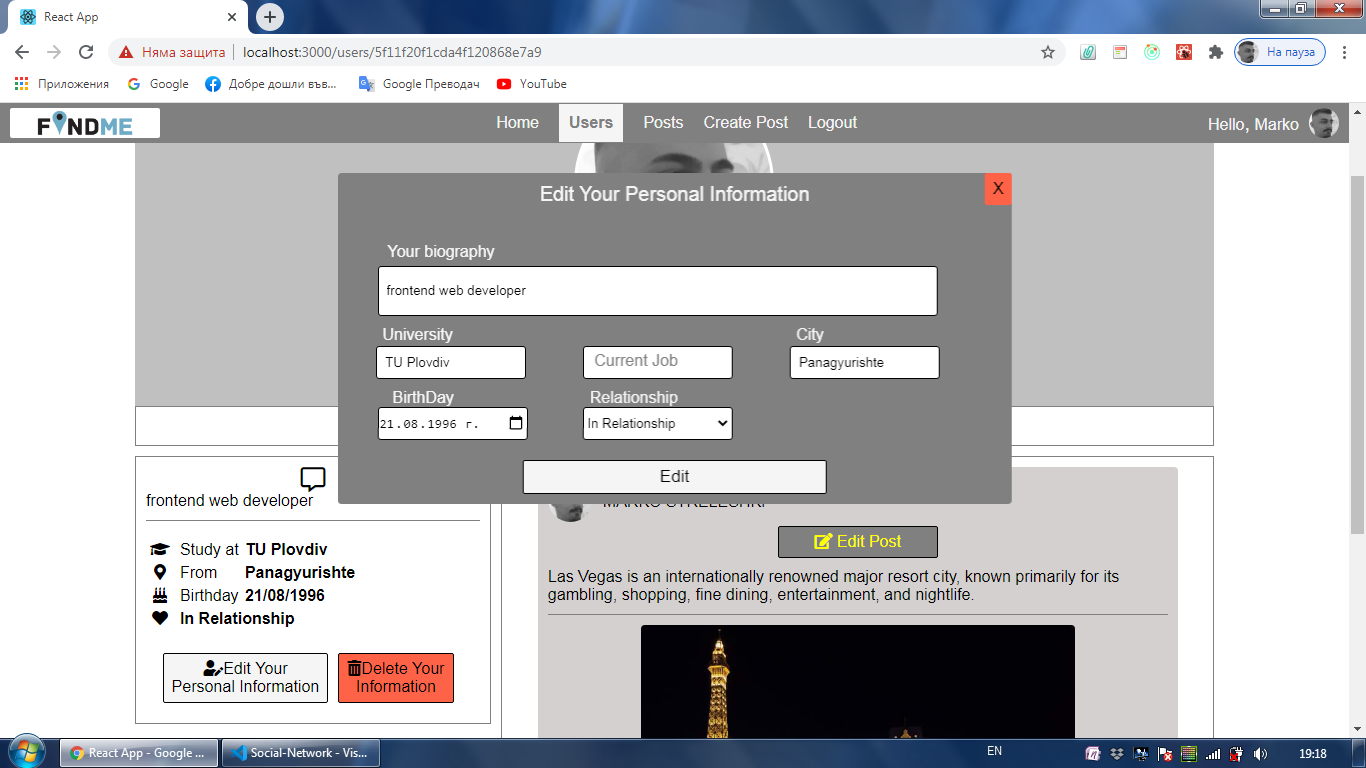 React App
Няма защита
localhost:3000/users/5f11f20f1cda4f120868e7a9
На пауза
Приложения
Google
Добре дошли във...
Google Преводач
YouTube
FINDME
Home
Users
Posts
Create Post
Logout
Hello, Marko
Edit Your Personal Information
X
Your biography
frontend web developer
University
City
TU Plovdiv
Current Job
Panagyurishte
BirthDay
Relationship
21.08.1996 г.
In Relationship
Edit
frontend web developer
Study at TU Plovdiv
From Panagyurishte
Birthday 21/08/1996
In Relationship
Edit Your
Personal Information
Delete Your
Information
MARKO STRELECHKI
Edit Post
Las Vegas is an internationally renowned major resort city, known primarily for its
gambling, shopping, fine dining, entertainment, and nightlife.
React App - Google ...
Social-Network - Vis...
EN
19:18